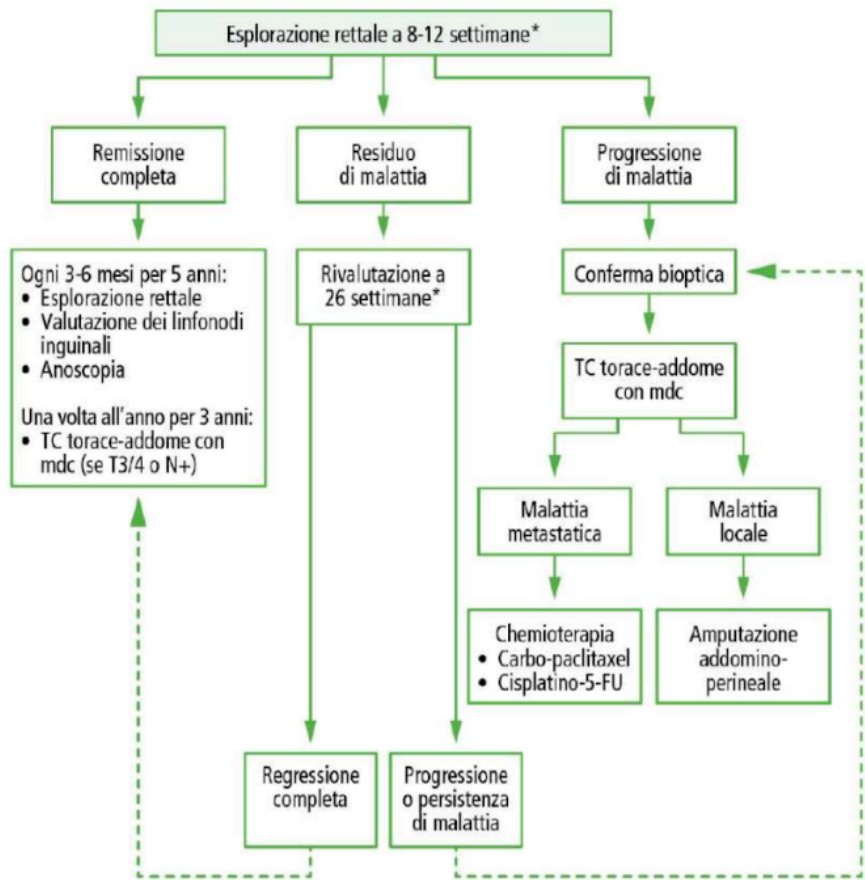 Esplorazione rettale a 8-12 settimane*
Remissione
completa
Residuo
di malattia
Progressione
di malattia
Ogni 3-6 mesi per 5 anni:
• Esplorazione rettale
• Valutazione dei linfonodi
inguinali
• Anoscopia
Una volta all'anno per 3 anni:
• TC torace-addome con
mdc (se T3/4 o N+)
Rivalutazione a
26 settimane*
Conferma bioptica
TC torace-addome
con mdc
Malattia
metastatica
Malattia
locale
Chemioterapia
• Carbo-paclitaxel
• Cisplatino-5-FU
Amputazione
addomino-
perineale
Regressione
completa
Progressione
o persistenza
di malattia